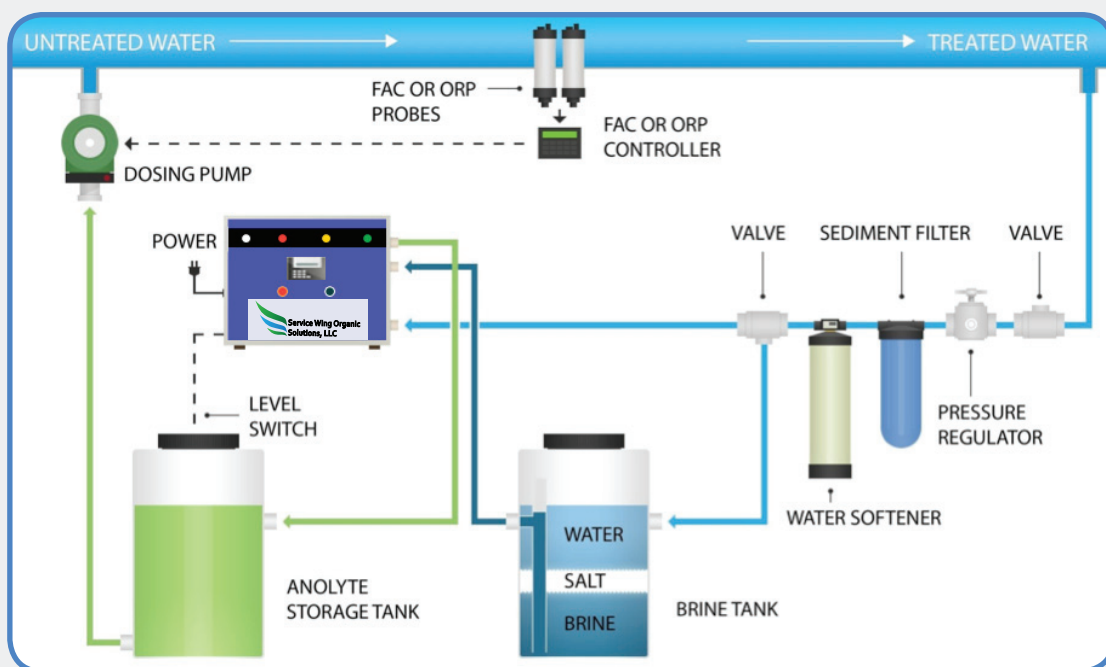 UNTREATED WATER
TREATED WATER
FAC OR ORP
PROBES
FAC OR ORP
CONTROLLER
DOSING PUMP
POWER
VALVE
SEDIMENT FILTER
VALVE
Service Wing Organic
Solutions, LLC
LEVEL
SWITCH
PRESSURE
REGULATOR
WATER SOFTENER
WATER
SALT
BRINE
ANOLYTE
STORAGE TANK
BRINE TANK